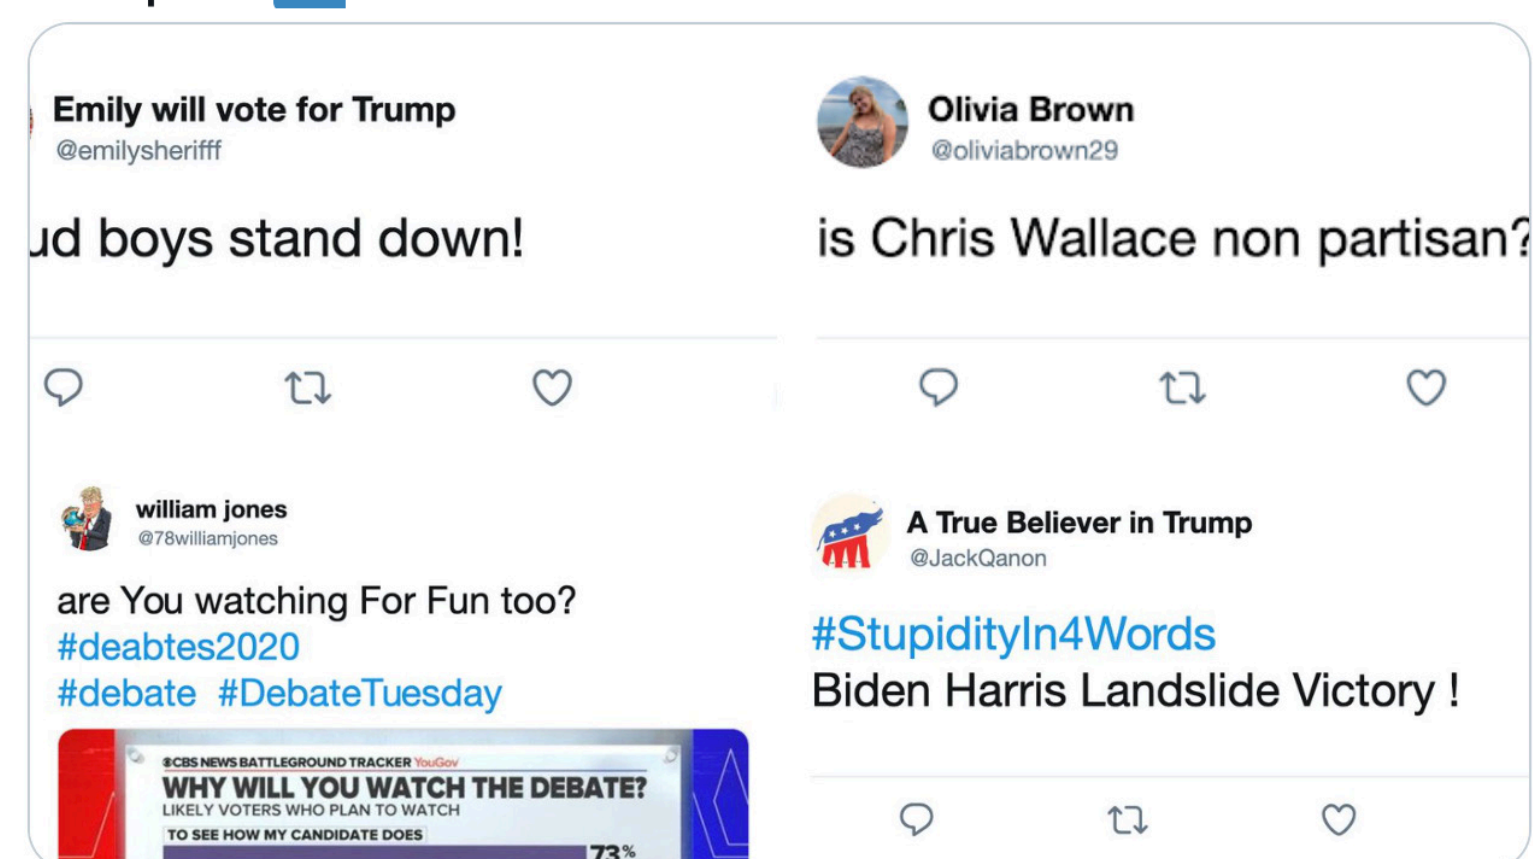 Emily will vote for Trump
@emilysherifff
ud boys stand down!
Olivia Brown
@oliviabrown29
is Chris Wallace non partisan?
william jones
@78williamjones
are You watching For Fun too?
#deabtes2020
#debate #DebateTuesday
CBS NEWS BATTLEGROUND TRACKER YouGov
WHY WILL YOU WATCH THE DEBATE?
LIKELY VOTERS WHO PLAN TO WATCH
TO SEE HOW MY CANDIDATE DOES
73%
A True Believer in Trump
@JackQanon
#StupidityIn4Words
Biden Harris Landslide Victory !